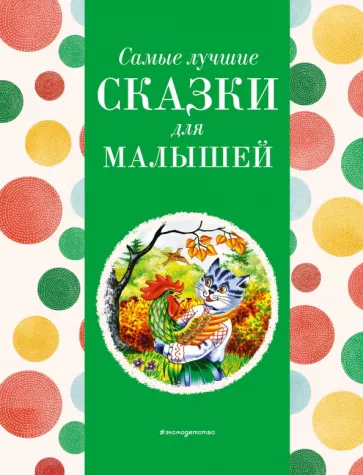 Самые лучшие
СКАЗКИ
для
МАЛЫШЕЙ
#эксмодетство